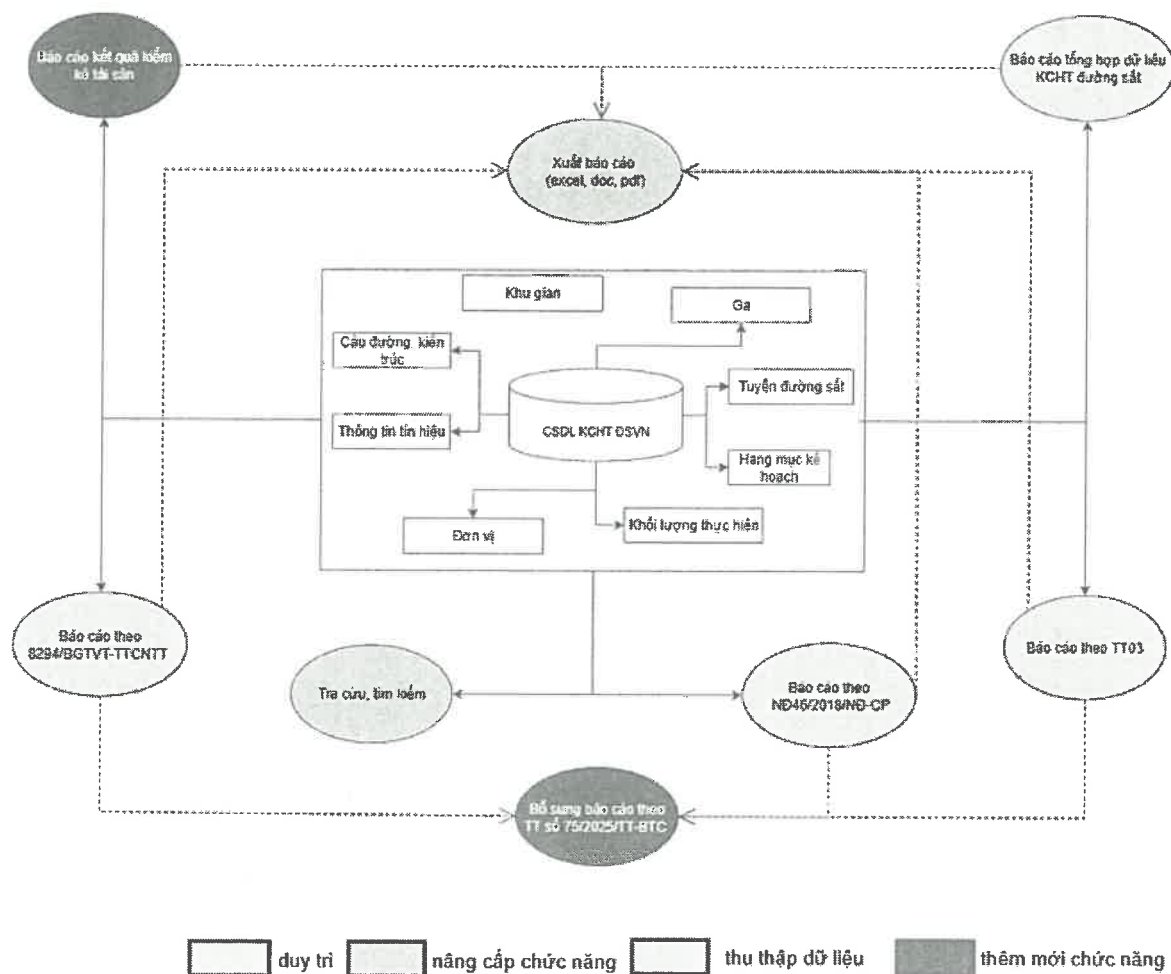 Báo cáo kết quả kiểm
kê tài sản
Báo cáo tổng hợp dữ liệu
KCHT đường sắt
Xuất báo cáo
(excel, doc, pdf)
Khu gian
Ga
Cầu đường, kiến
trúc
Tuyến đường sắt
Thông tin tín hiệu
CSDL KCHT ĐSVN
Hạng mục kế
hoạch
Đơn vị
Khối lượng thực hiện
Báo cáo theo
8294/BGTVT-TTCNTT
Báo cáo theo TT03
Tra cứu, tìm kiếm
Báo cáo theo
NĐ46/2018/NĐ-CP
Bổ sung báo cáo theo
TT số 75/2025/TT-BTC
duy trì
nâng cấp chức năng
thu thập dữ liệu
thêm mới chức năng